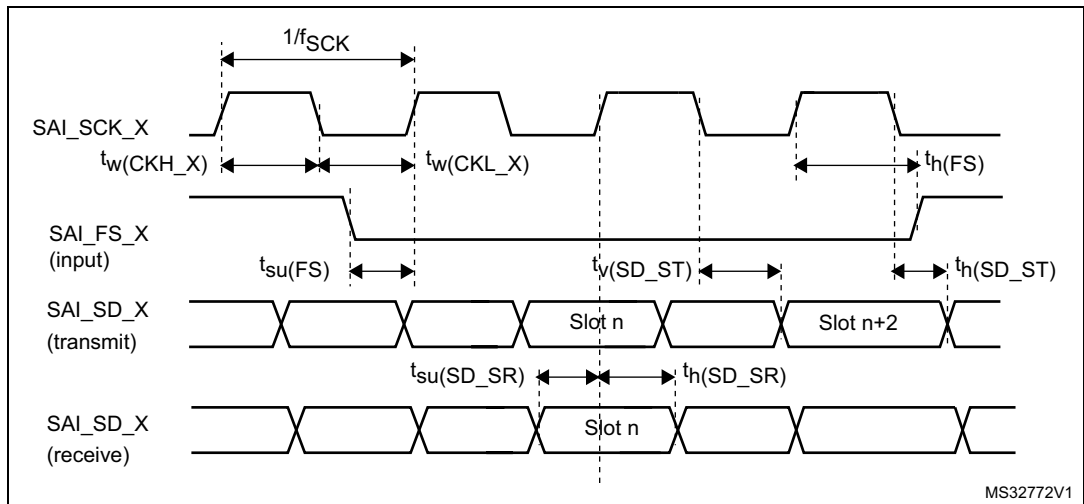 1/fSCK
SAI_SCK_X
tw(CKH_X)
tw(CKL_X)
th(FS)
SAI_FS_X
(input)
tsu(FS)
tv(SD_ST)
th(SD_ST)
SAI_SD_X
(transmit)
Slot n
Slot n+2
tsu(SD_SR)
th(SD_SR)
SAI_SD_X
(receive)
Slot n
MS32772V1